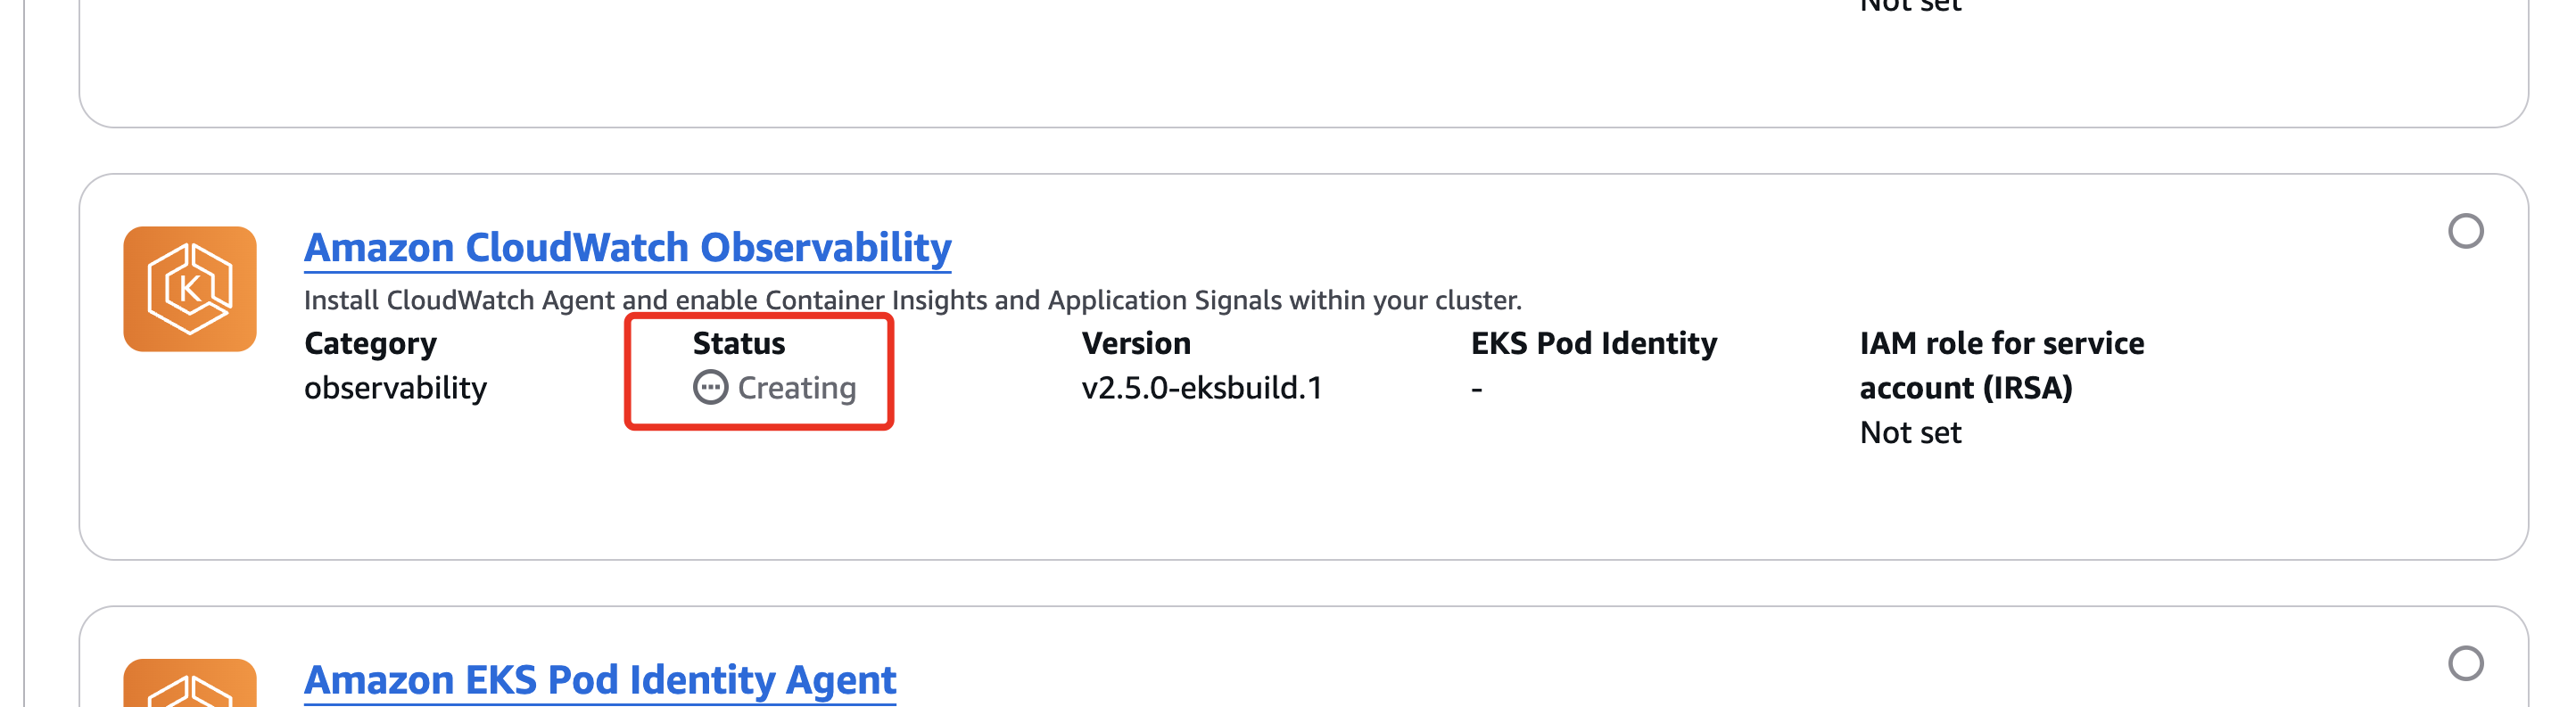 Not set
Amazon CloudWatch Observability
Install CloudWatch Agent and enable Container Insights and Application Signals within your cluster.
Category
observability
Status
Creating
Version
v2.5.0-eksbuild.1
EKS Pod Identity
-
IAM role for service
account (IRSA)
Not set
K
Amazon EKS Pod Identity Agent